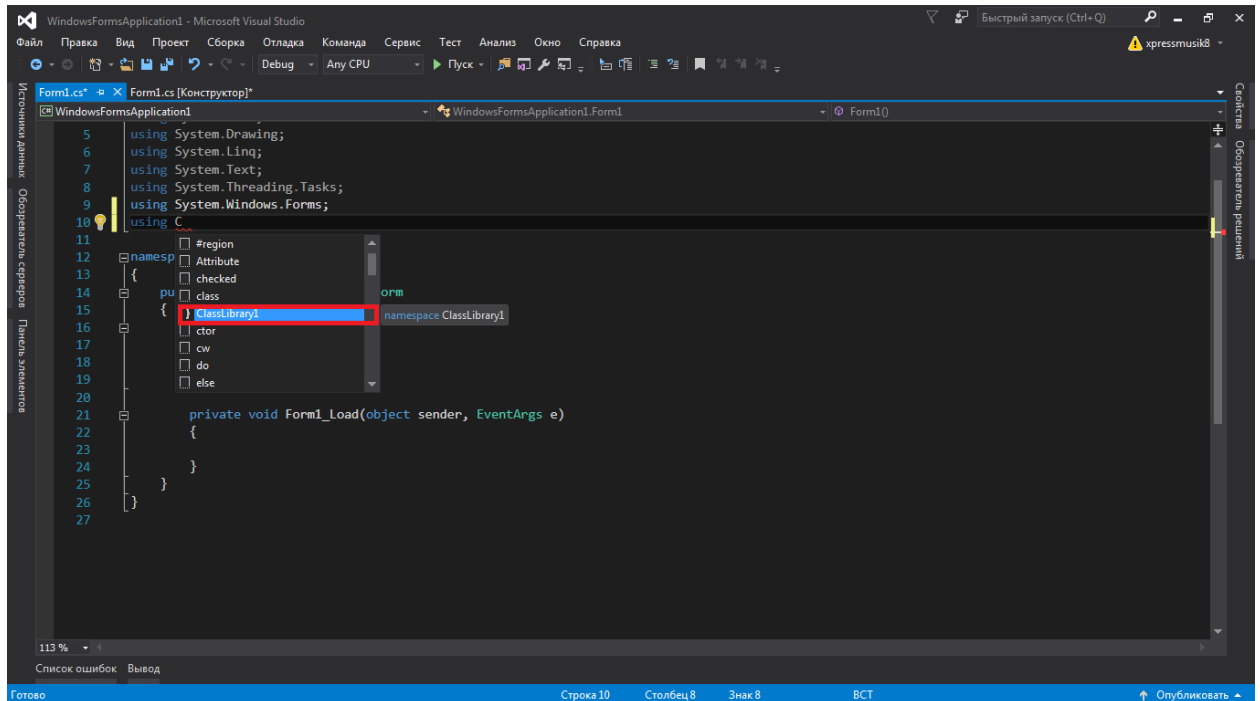 WindowsFormsApplication1 - Microsoft Visual Studio
Быстрый запуск (Ctrl+Q)
Файл Правка Вид Проект Сборка Отладка Команда Сервис Тест Анализ Окно Справка
xpressmusik8
Debug Any CPU Пуск
Form1.cs* Form1.cs [Конструктор]*
WindowsFormsApplication1 WindowsFormsApplication1.Form1 Form1()
Источники данных
Обозреватель серверов
Панель элементов
5 using System.Drawing;
6 using System.Linq;
7 using System.Text;
8 using System.Threading.Tasks;
9 using System.Windows.Forms;
10 using C
11 #region
Attribute
12 namesp
13 { checked
14 pu class orm
15 { ClassLibrary1 namespace ClassLibrary1
16 ctor
17 cw
18 do
19 else
20
21 private void Form1_Load(object sender, EventArgs e)
22 {
23
24 }
25 }
26 }
27
Свойства
Обозреватель решений
113 %
Список ошибок Вывод
Готово Строка 10 Столбец 8 Знак 8 ВСТ Опубликовать